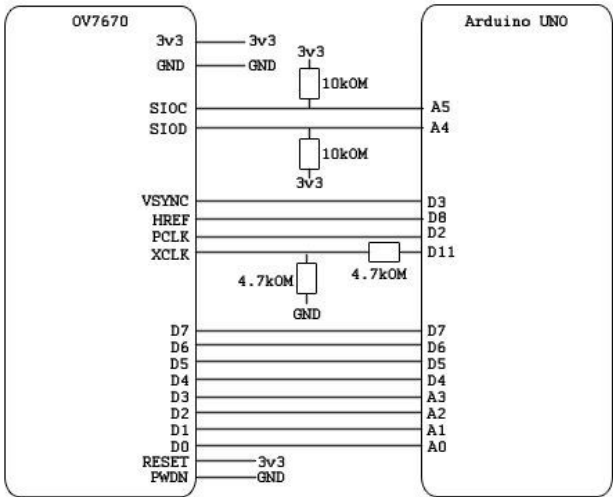 OV7670 Arduino UNO
3v3 3v3
GND GND
3v3
10kOM
SIOC A5
SIOD A4
10kOM
3v3
VSYNC D3
HREF D8
PCLK D2
XCLK D11
4.7kOM 4.7kOM
GND
D7 D7
D6 D6
D5 D5
D4 D4
D3 A3
D2 A2
D1 A1
D0 A0
RESET 3v3
PWDN GND